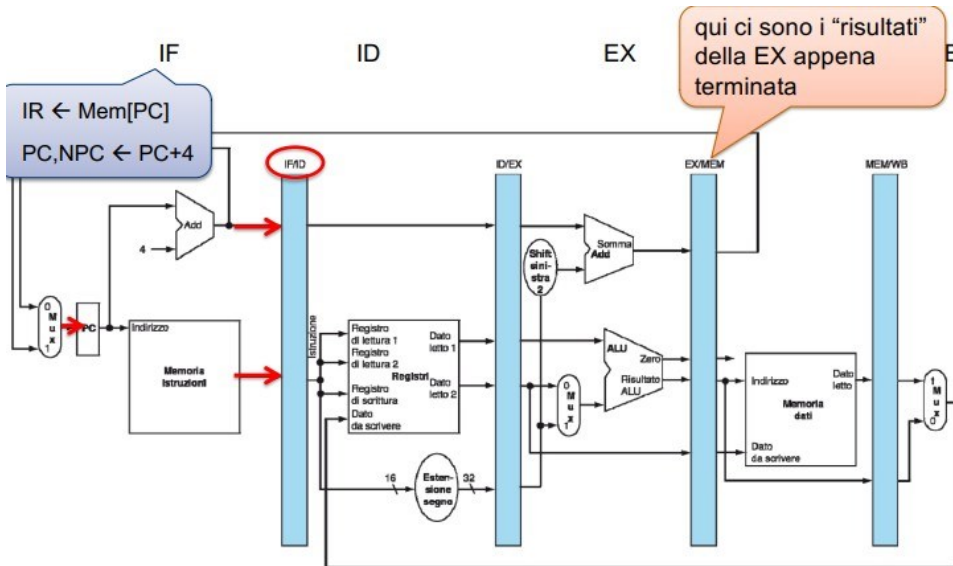 IF
ID
EX
qui ci sono i “risultati”
della EX appena
terminata
IR ← Mem[PC]
PC,NPC ← PC+4
IF/ID
ID/EX
EX/MEM
MEM/WB
Add
4
Somma
Add
Shift
sini-
stra
2
0
M
u
x
1
PC
Indirizzo
Memoria
istruzioni
Istruzione
Registro
di lettura 1
Registro
di lettura 2
Registri
Registro
di scrittura
Dato
da scrivere
Dato
letto 1
Dato
letto 2
0
M
u
x
1
ALU
Zero
Risultato
ALU
Indirizzo
Dato
letto
Memoria
dati
Dato
da scrivere
1
M
u
x
0
16
Esten-
sione
segno
32